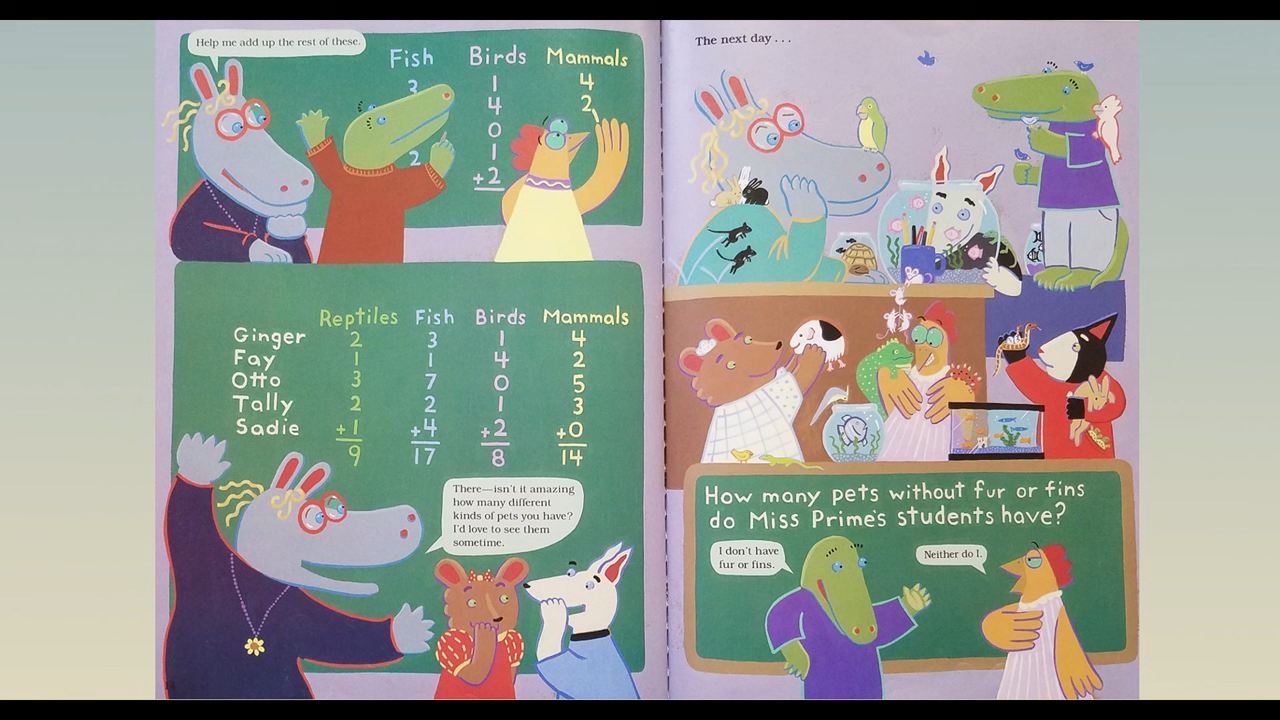 Help me add up the rest of these.
Fish Birds Mammals
3 1 4
4 2
0
2 1
+2
Reptiles Fish Birds Mammals
Ginger 2 3 1 4
Fay 1 1 4 2
Otto 3 7 0 5
Tally 2 2 1 3
Sadie +1 +4 +2 +0
9 17 8 14
There—isn't it amazing
how many different
kinds of pets you have?
I'd love to see them
sometime.
The next day . . .
How many pets without fur or fins
do Miss Prime's students have?
I don't have
fur or fins.
Neither do I.